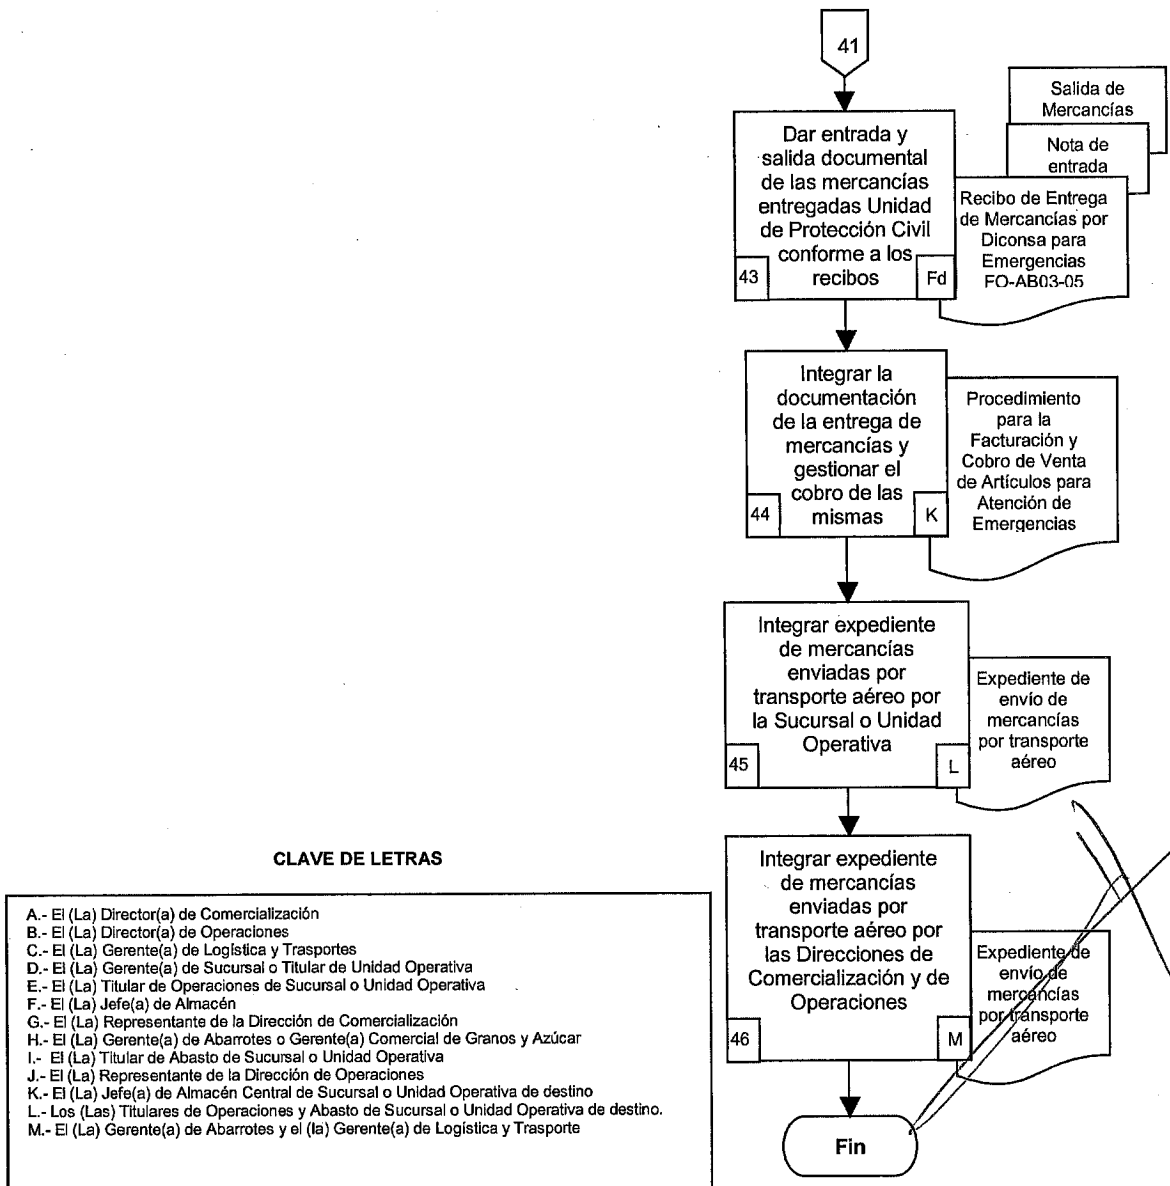 41
Dar entrada y
salida documental
de las mercancías
entregadas Unidad
de Protección Civil
conforme a los
recibos
43
Fd
Salida de
Mercancías
Nota de
entrada
Recibo de Entrega
de Mercancías por
Diconsa para
Emergencias
FO-AB03-05
Integrar la
documentación
de la entrega de
mercancías y
gestionar el
cobro de las
mismas
44
K
Procedimiento
para la
Facturación y
Cobro de Venta
de Artículos para
Atención de
Emergencias
Integrar expediente
de mercancías
enviadas por
transporte aéreo por
la Sucursal o Unidad
Operativa
45
L
Expediente de
envío de
mercancías
por transporte
aéreo
Integrar expediente
de mercancías
enviadas por
transporte aéreo por
las Direcciones de
Comercialización y de
Operaciones
46
M
Expediente de
envío de
mercancías
por transporte
aéreo
Fin
CLAVE DE LETRAS
A.- El (La) Director(a) de Comercialización
B.- El (La) Director(a) de Operaciones
C.- El (La) Gerente(a) de Logística y Trasportes
D.- El (La) Gerente(a) de Sucursal o Titular de Unidad Operativa
E.- El (La) Titular de Operaciones de Sucursal o Unidad Operativa
F.- El (La) Jefe(a) de Almacén
G.- El (La) Representante de la Dirección de Comercialización
H.- El (La) Gerente(a) de Abarrotes o Gerente(a) Comercial de Granos y Azúcar
I.- El (La) Titular de Abasto de Sucursal o Unidad Operativa
J.- El (La) Representante de la Dirección de Operaciones
K.- El (La) Jefe(a) de Almacén Central de Sucursal o Unidad Operativa de destino
L.- Los (Las) Titulares de Operaciones y Abasto de Sucursal o Unidad Operativa de destino.
M.- El (La) Gerente(a) de Abarrotes y el (la) Gerente(a) de Logística y Trasporte